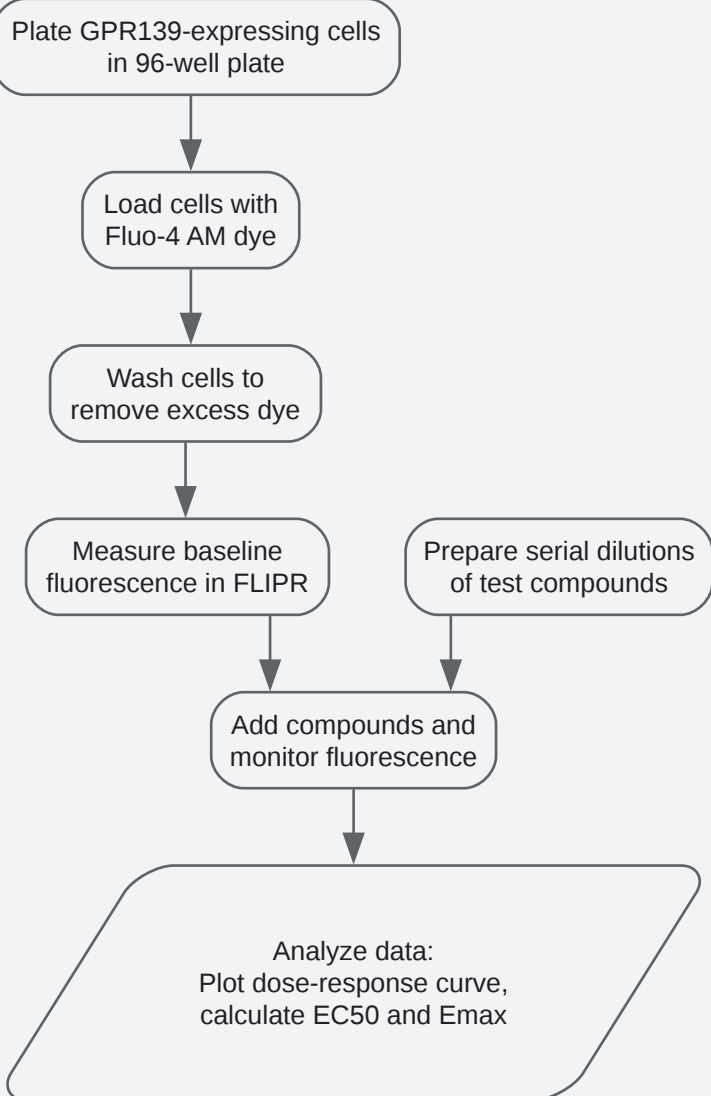 Plate GPR139-expressing cells
in 96-well plate
Load cells with
Fluo-4 AM dye
Wash cells to
remove excess dye
Measure baseline
fluorescence in FLIPR
Prepare serial dilutions
of test compounds
Add compounds and
monitor fluorescence
Analyze data:
Plot dose-response curve,
calculate EC50 and Emax